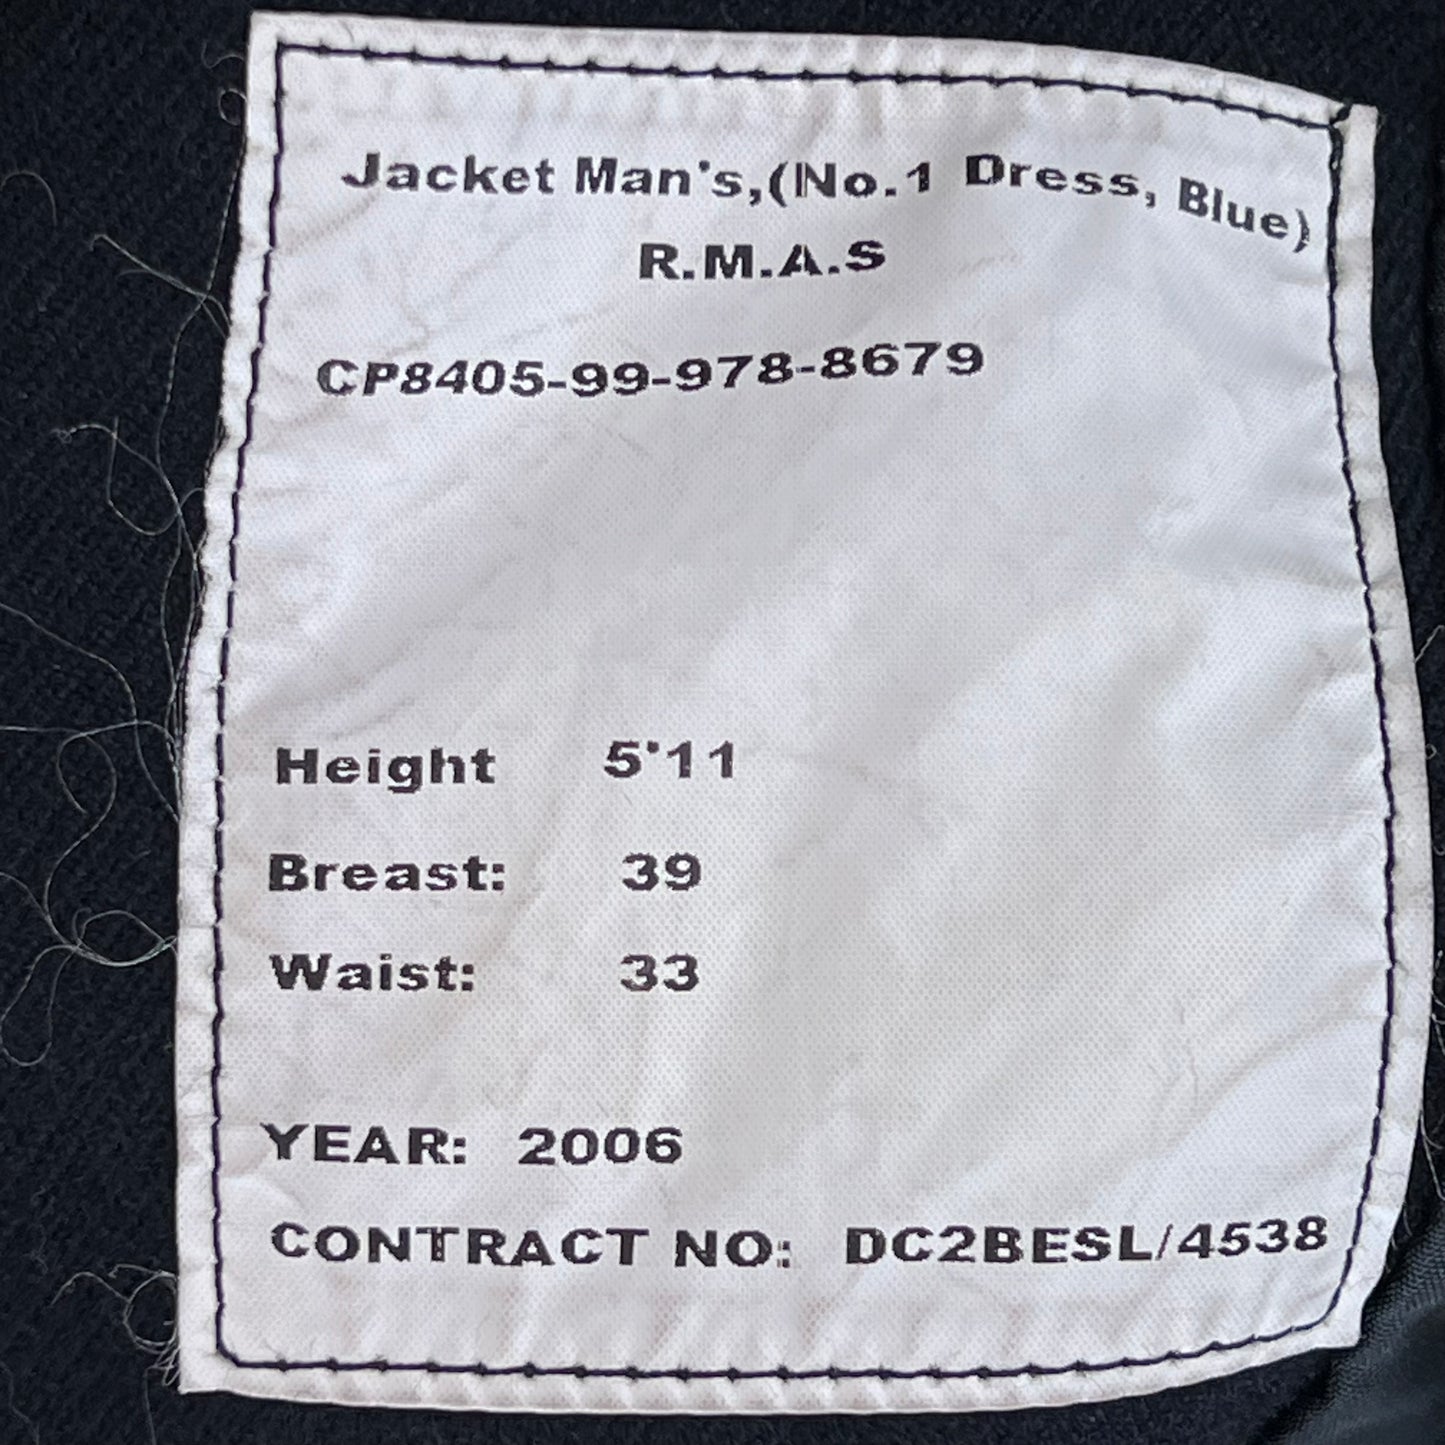 Jacket Man's,(No.1 Dress, Blue)
R.M.A.S
CP8405-99-978-8679
Height 5'11
Breast: 39
Waist: 33
YEAR: 2006
CONTRACT NO: DC2BESL/4538